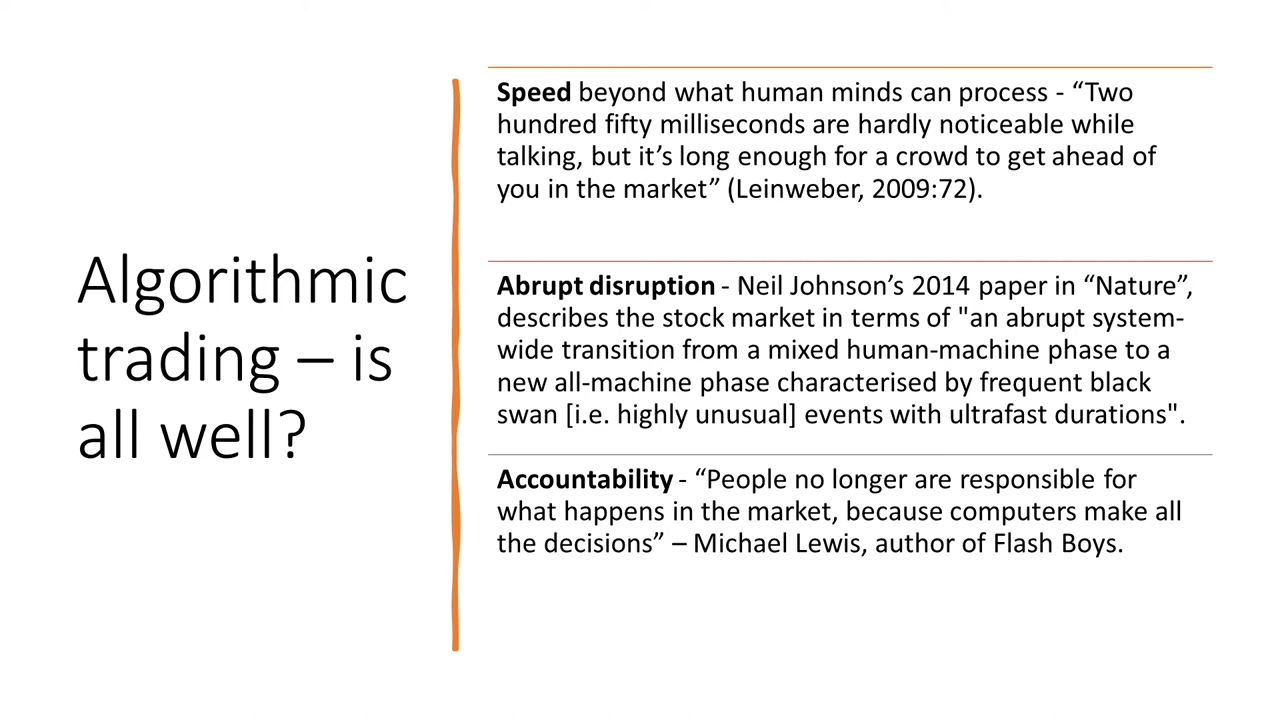 Algorithmic
trading – is
all well?
Speed beyond what human minds can process - “Two
hundred fifty milliseconds are hardly noticeable while
talking, but it’s long enough for a crowd to get ahead of
you in the market” (Leinweber, 2009:72).
Abrupt disruption - Neil Johnson’s 2014 paper in “Nature”,
describes the stock market in terms of "an abrupt system-
wide transition from a mixed human-machine phase to a
new all-machine phase characterised by frequent black
swan [i.e. highly unusual] events with ultrafast durations".
Accountability - “People no longer are responsible for
what happens in the market, because computers make all
the decisions” – Michael Lewis, author of Flash Boys.